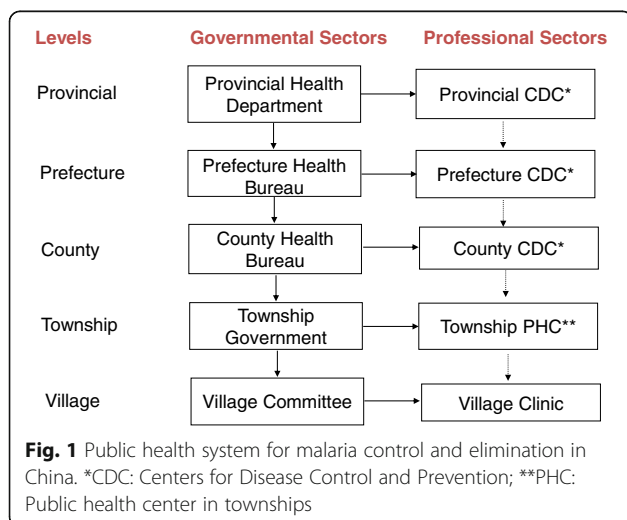 Levels Governmental Sectors Professional Sectors
Provincial Provincial Health Department Provincial CDC*
Prefecture Prefecture Health Bureau Prefecture CDC*
County County Health Bureau County CDC*
Township Township Government Township PHC**
Village Village Committee Village Clinic
Fig. 1 Public health system for malaria control and elimination in
China. *CDC: Centers for Disease Control and Prevention; **PHC:
Public health center in townships